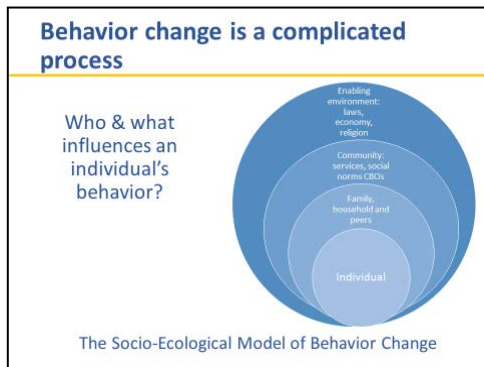 Behavior change is a complicated
process
Who & what
influences an
individual's
behavior?
Enabling
environment:
laws,
economy,
religion
Community:
services, social
norms CBOs
Family,
household and
peers
Individual
The Socio-Ecological Model of Behavior Change